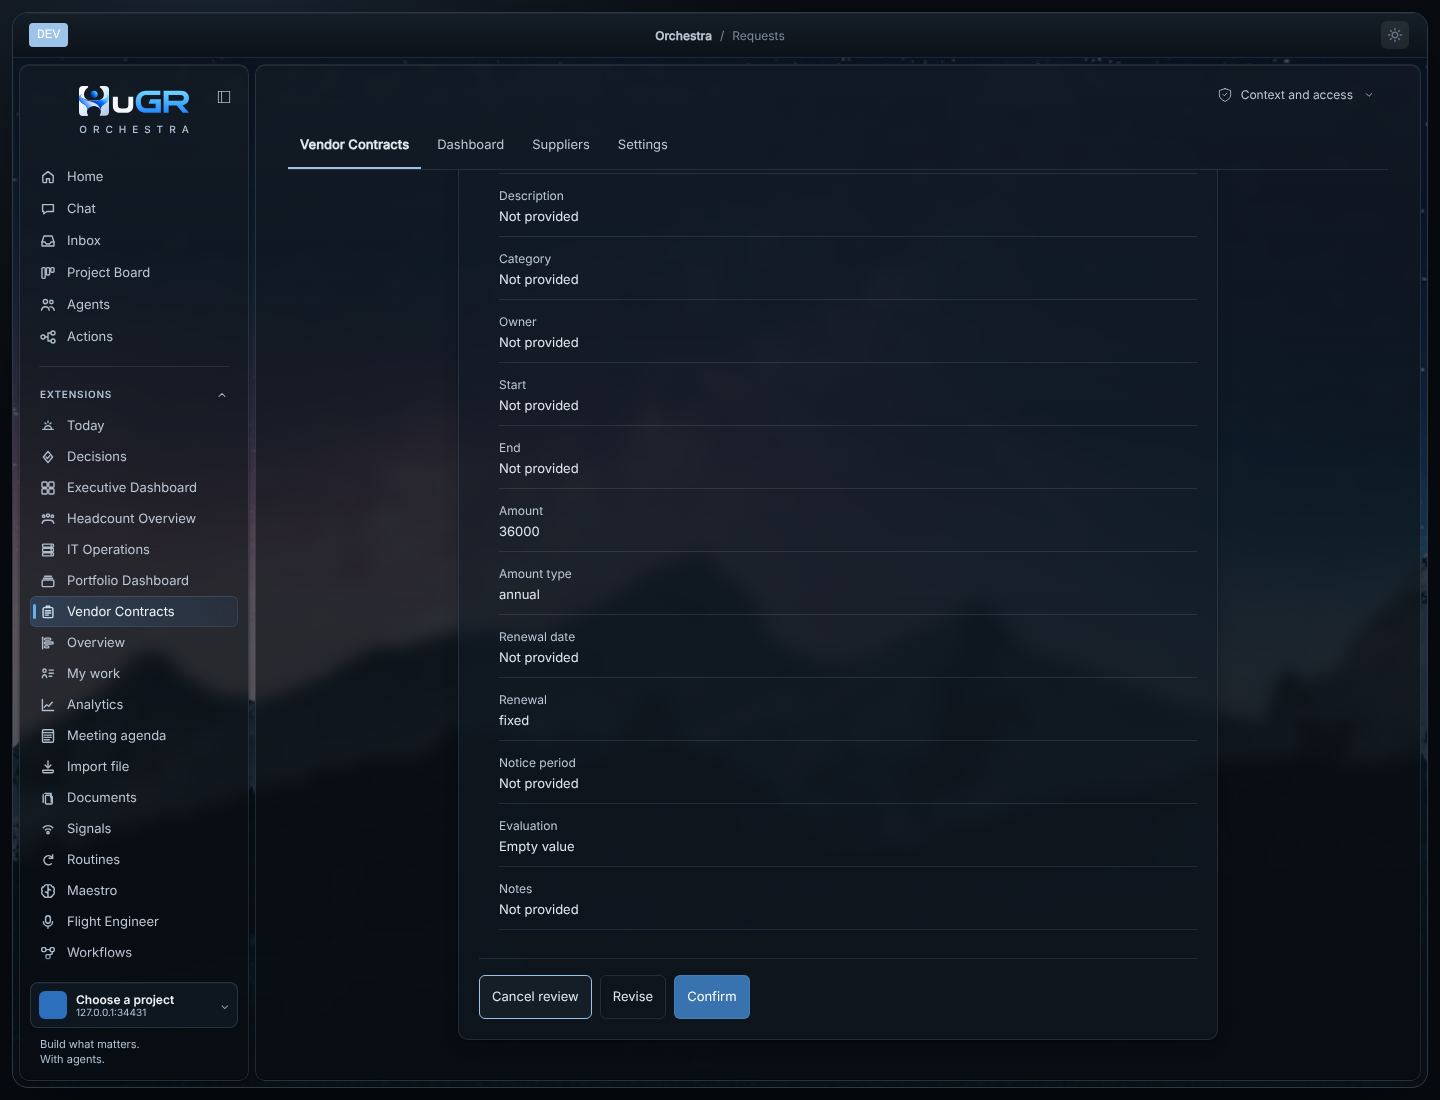 DEV
Orchestra / Requests
HuGR
ORCHESTRA
Context and access
Vendor Contracts
Dashboard
Suppliers
Settings
Home
Chat
Inbox
Project Board
Agents
Actions
EXTENSIONS
Today
Decisions
Executive Dashboard
Headcount Overview
IT Operations
Portfolio Dashboard
Vendor Contracts
Overview
My work
Analytics
Meeting agenda
Import file
Documents
Signals
Routines
Maestro
Flight Engineer
Workflows
Choose a project
127.0.0.1:34431
Build what matters.
With agents.
Description
Not provided
Category
Not provided
Owner
Not provided
Start
Not provided
End
Not provided
Amount
36000
Amount type
annual
Renewal date
Not provided
Renewal
fixed
Notice period
Not provided
Evaluation
Empty value
Notes
Not provided
Cancel review
Revise
Confirm